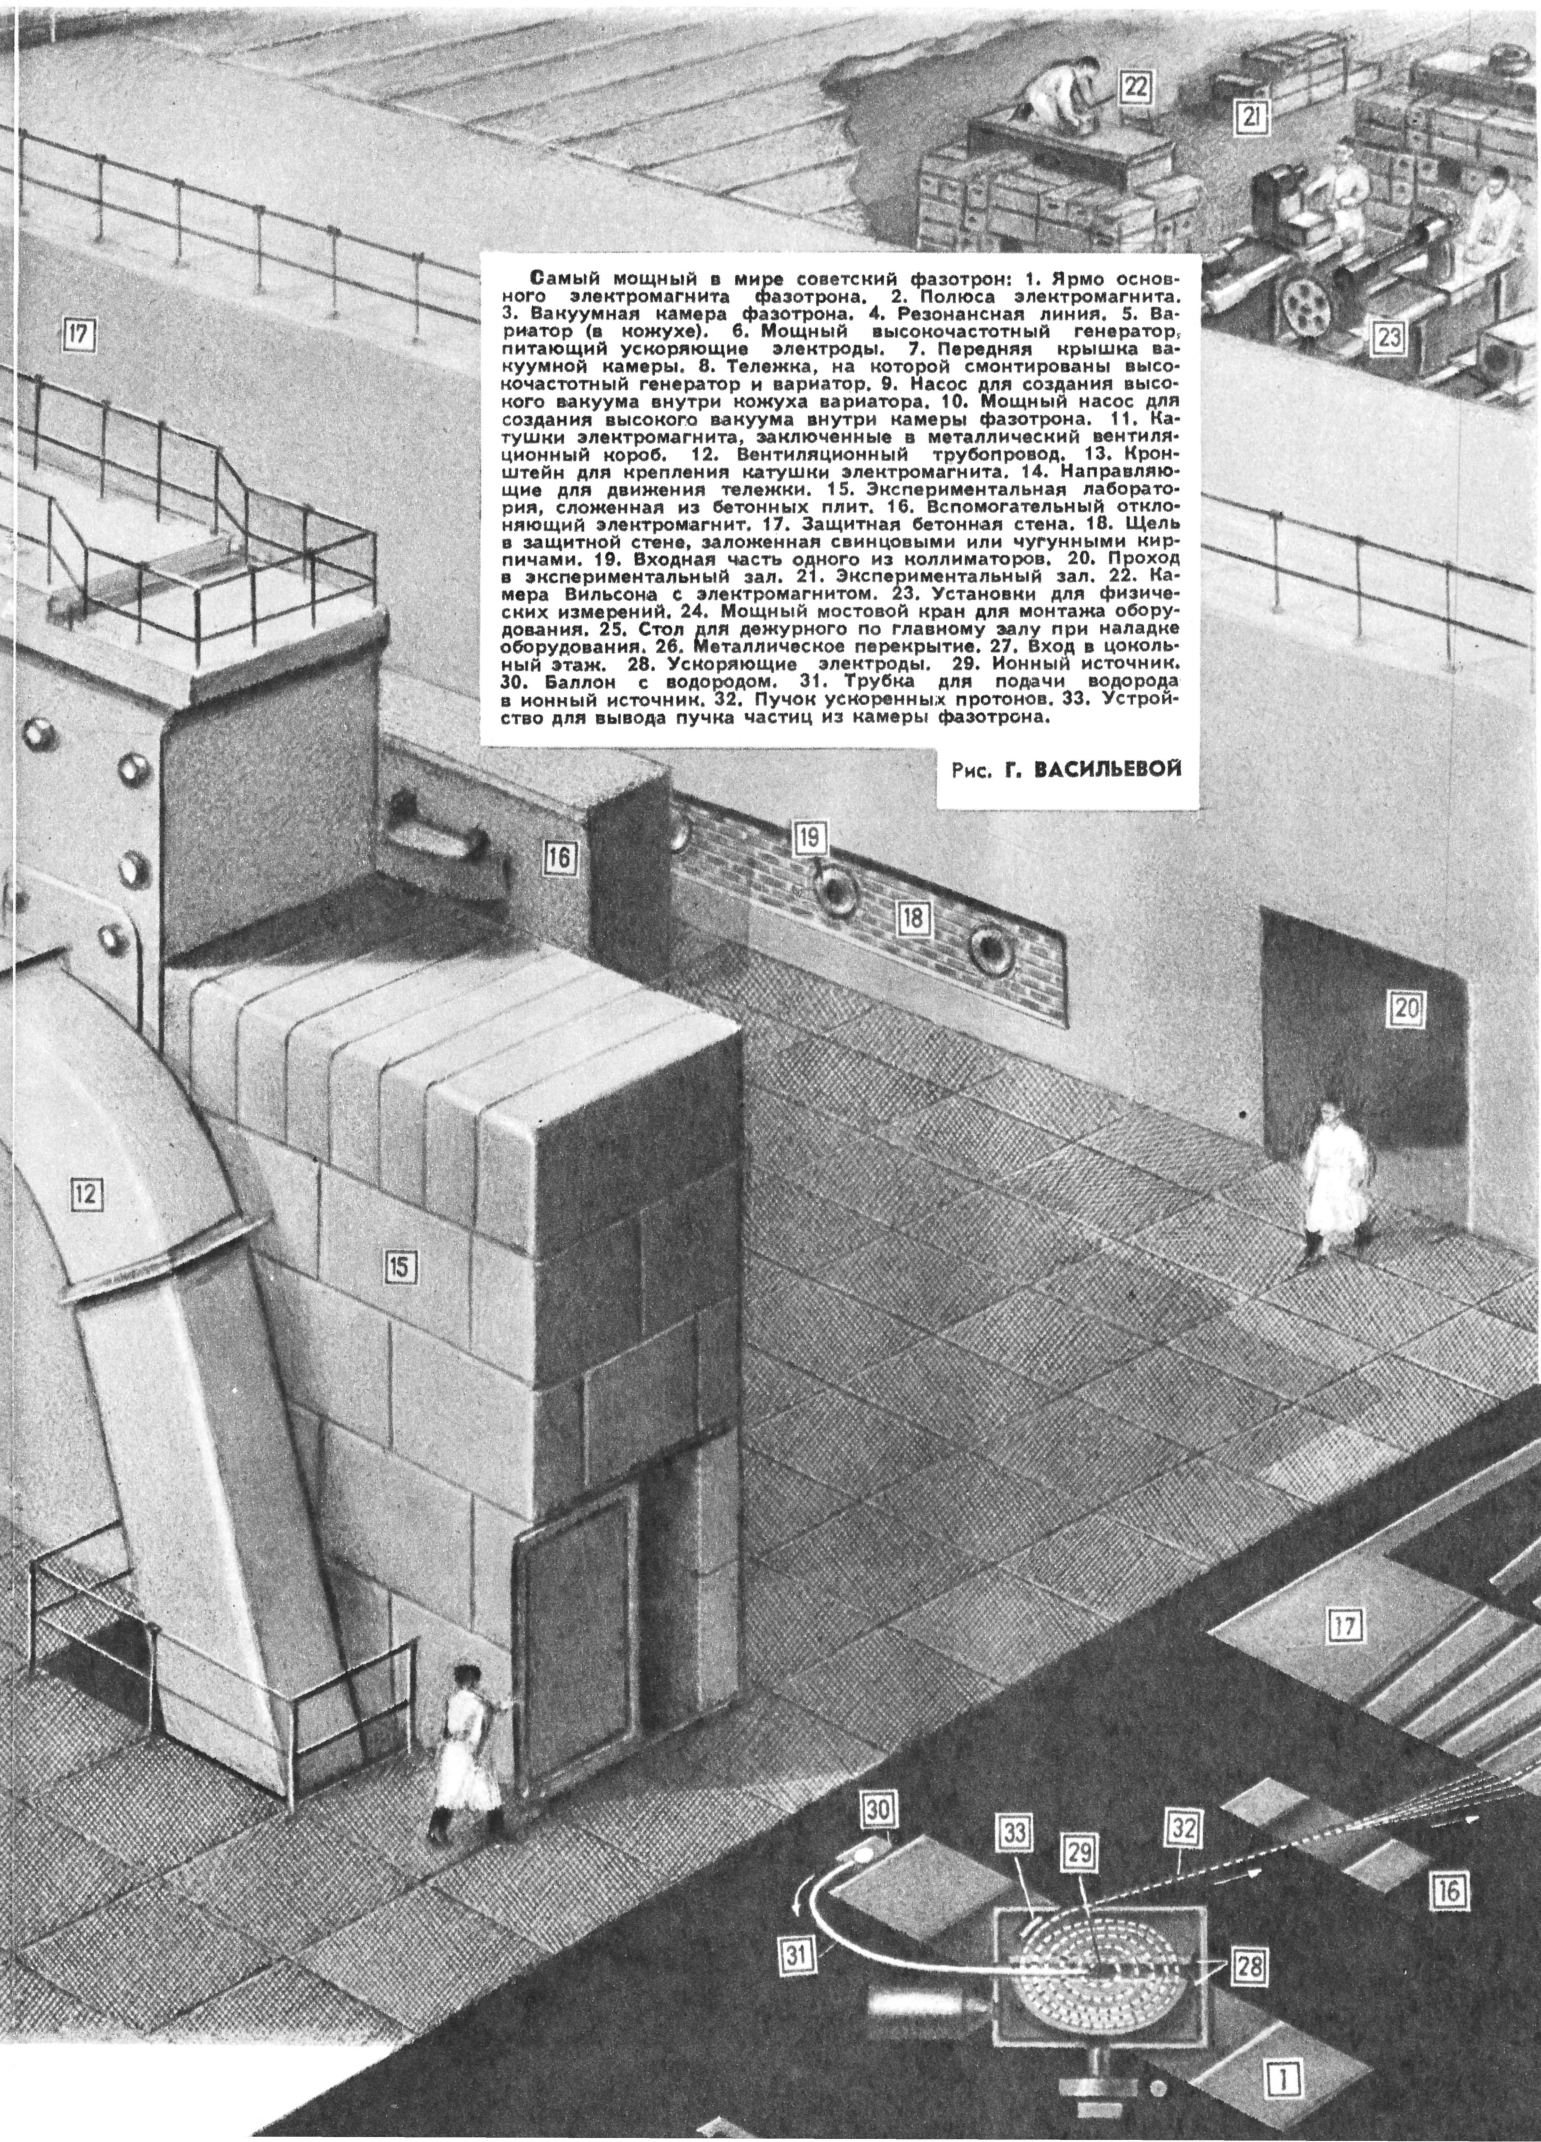 22
21
Самый мощный в мире советский фазотрон: 1. Ярмо основ-
ного электромагнита фазотрона. 2. Полюса электромагнита.
3. Вакуумная камера фазотрона. 4. Резонансная линия. 5. Ва-
риатор (в кожухе). 6. Мощный высокочастотный генератор,
питающий ускоряющие электроды. 7. Передняя крышка ва-
куумной камеры. 8. Тележка, на которой смонтированы высо-
кочастотный генератор и вариатор. 9. Насос для создания высо-
кого вакуума внутри кожуха вариатора. 10. Мощный насос для
создания высокого вакуума внутри камеры фазотрона. 11. Ка-
тушки электромагнита, заключенные в металлический вентиля-
ционный короб. 12. Вентиляционный трубопровод. 13. Крон-
штейн для крепления катушки электромагнита. 14. Направляю-
щие для движения тележки. 15. Экспериментальная лаборато-
рия, сложенная из бетонных плит. 16. Вспомогательный откло-
няющий электромагнит. 17. Защитная бетонная стена. 18. Щель
в защитной стене, заложенная свинцовыми или чугунными кир-
пичами. 19. Входная часть одного из коллиматоров. 20. Проход
в экспериментальный зал. 21. Экспериментальный зал. 22. Ка-
мера Вильсона с электромагнитом. 23. Установки для физиче-
ских измерений. 24. Мощный мостовой кран для монтажа обору-
дования. 25. Стол для дежурного по главному залу при наладке
оборудования. 26. Металлическое перекрытие. 27. Вход в цоколь-
ный этаж. 28. Ускоряющие электроды. 29. Ионный источник.
30. Баллон с водородом. 31. Трубка для подачи водорода
в ионный источник. 32. Пучок ускоренных протонов. 33. Устрой-
ство для вывода пучка частиц из камеры фазотрона.
Рис. Г. ВАСИЛЬЕВОЙ
17
23
19
16
18
20
12
15
17
30
33
29
32
16
31
28
1